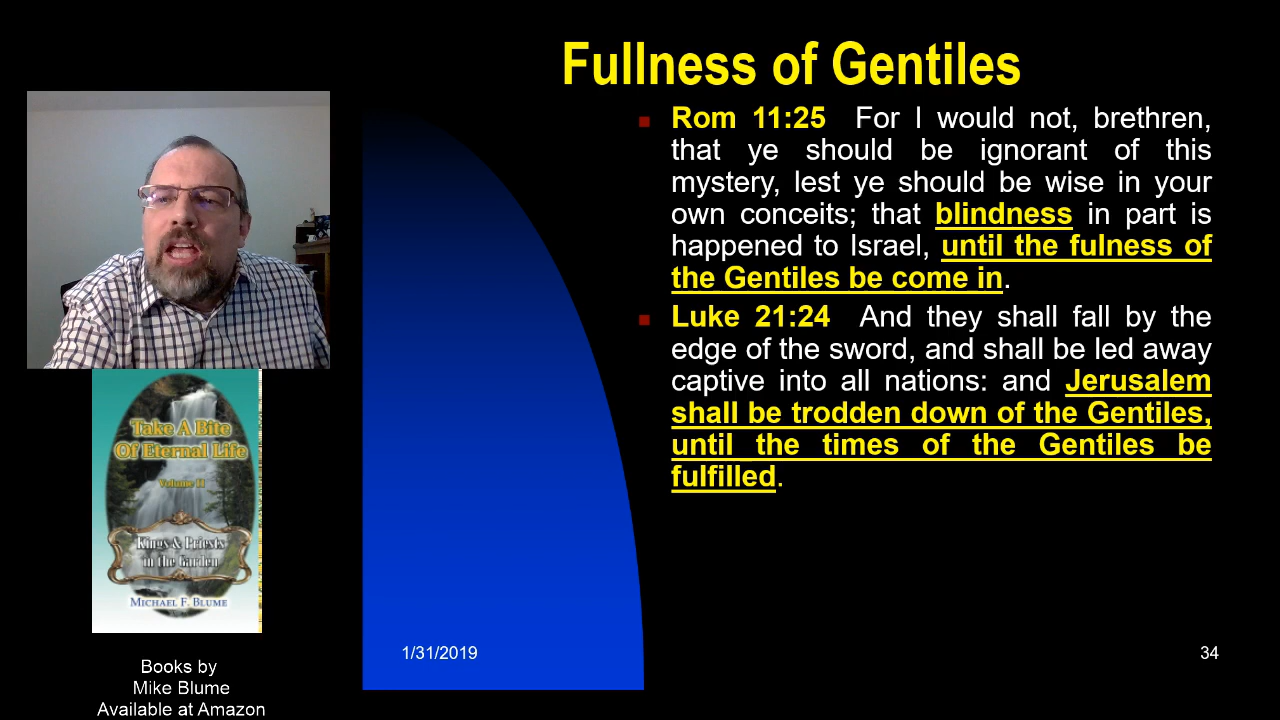 Fullness of Gentiles
Rom 11:25 For I would not, brethren,
that ye should be ignorant of this
mystery, lest ye should be wise in your
own conceits; that blindness in part is
happened to Israel, until the fulness of
the Gentiles be come in.
Luke 21:24 And they shall fall by the
edge of the sword, and shall be led away
captive into all nations: and Jerusalem
shall be trodden down of the Gentiles,
until the times of the Gentiles be
fulfilled.
1/31/2019
34
Take A Bite
Of Eternal Life
Volume II
Kings & Priests
in the Garden
MICHAEL F. BLUME
Books by
Mike Blume
Available at Amazon